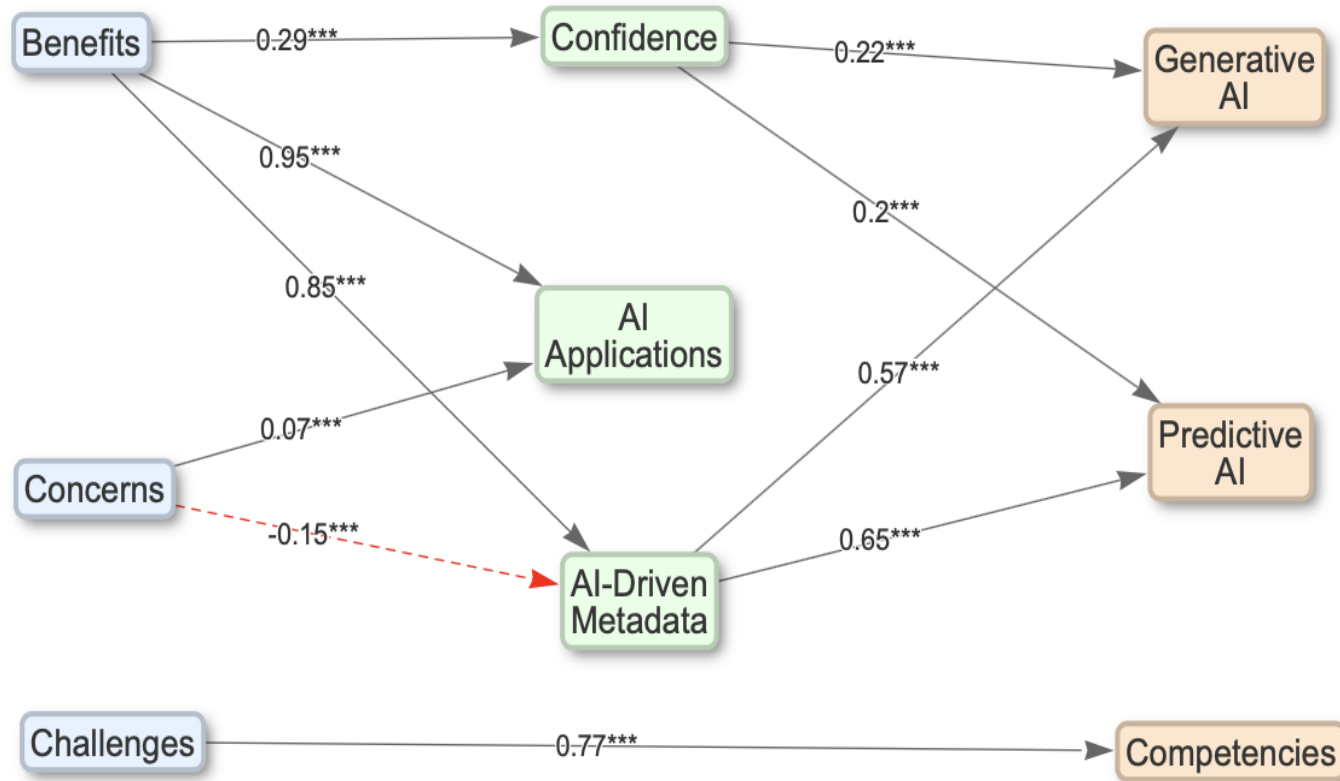 Benefits
0.29***
Confidence
0.22***
Generative
AI
0.95***
0.2***
0.85***
AI
Applications
0.57***
0.07***
Predictive
AI
Concerns
-0.15***
0.65***
AI-Driven
Metadata
Challenges
0.77***
Competencies